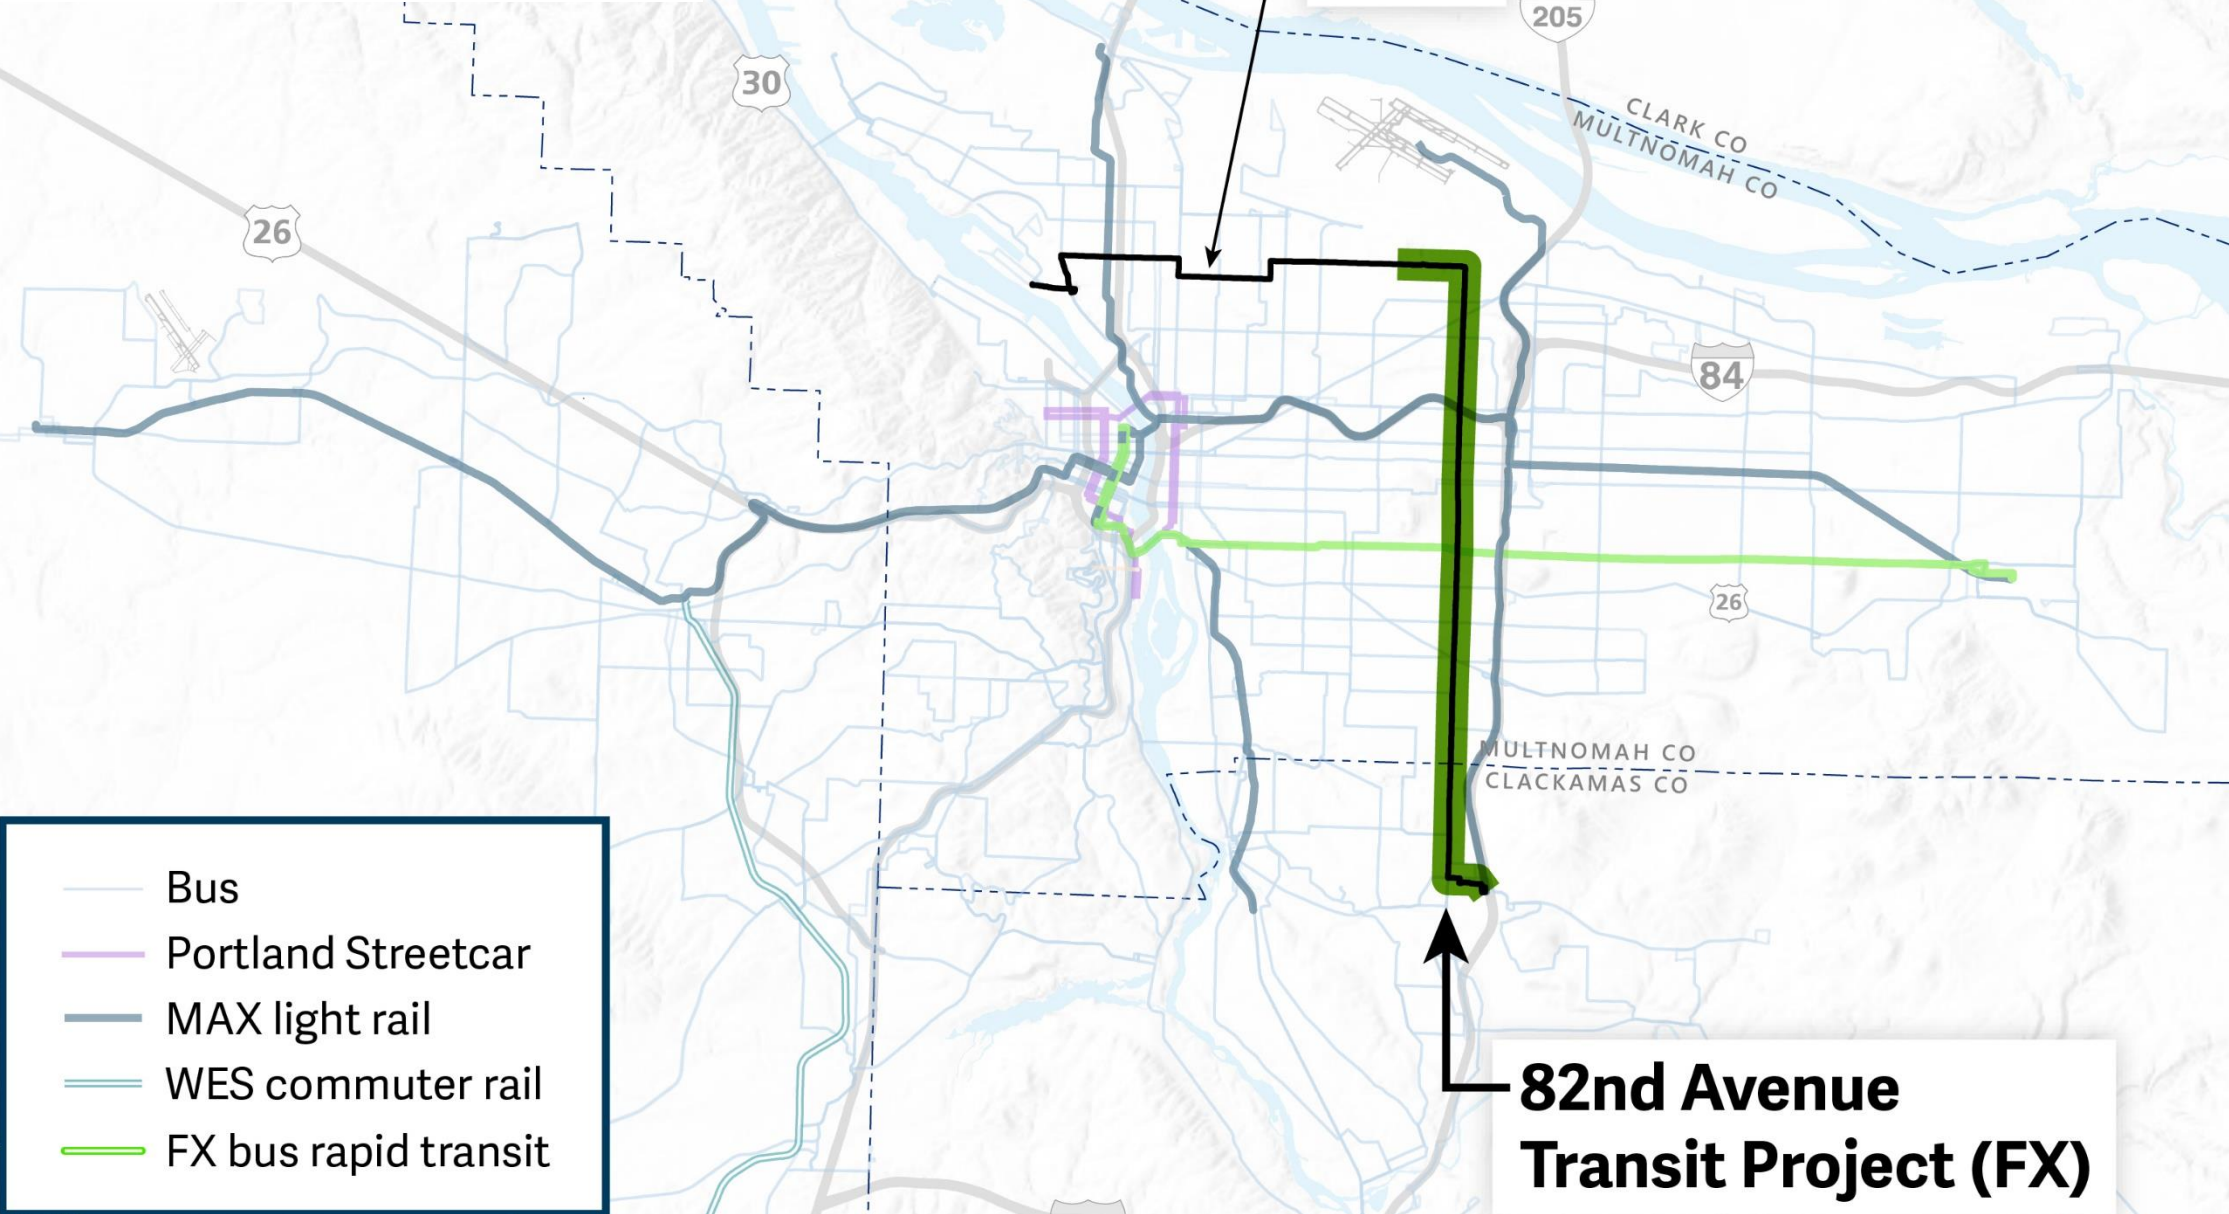 205
30
CLARK CO
MULTNOMAH CO
26
84
26
MULTNOMAH CO
CLACKAMAS CO
Bus
Portland Streetcar
MAX light rail
WES commuter rail
FX bus rapid transit
82nd Avenue
Transit Project (FX)